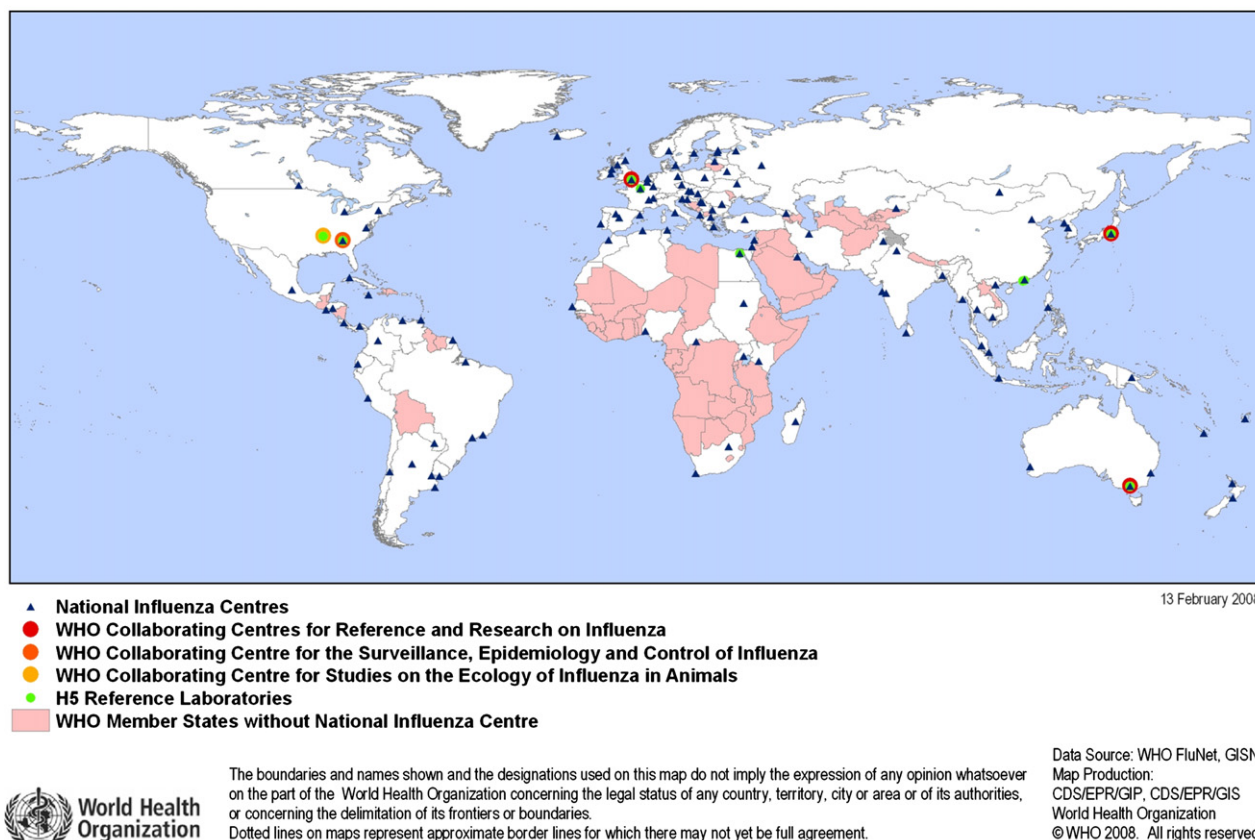 13 February 2008
National Influenza Centres
WHO Collaborating Centres for Reference and Research on Influenza
WHO Collaborating Centre for the Surveillance, Epidemiology and Control of Influenza
WHO Collaborating Centre for Studies on the Ecology of Influenza in Animals
H5 Reference Laboratories
WHO Member States without National Influenza Centre
World Health
Organization
The boundaries and names shown and the designations used on this map do not imply the expression of any opinion whatsoever
on the part of the World Health Organization concerning the legal status of any country, territory, city or area or of its authorities,
or concerning the delimitation of its frontiers or boundaries.
Dotted lines on maps represent approximate border lines for which there may not yet be full agreement.
Data Source: WHO FluNet, GISN
Map Production:
CDS/EPR/GIP, CDS/EPR/GIS
World Health Organization
© WHO 2008. All rights reserved